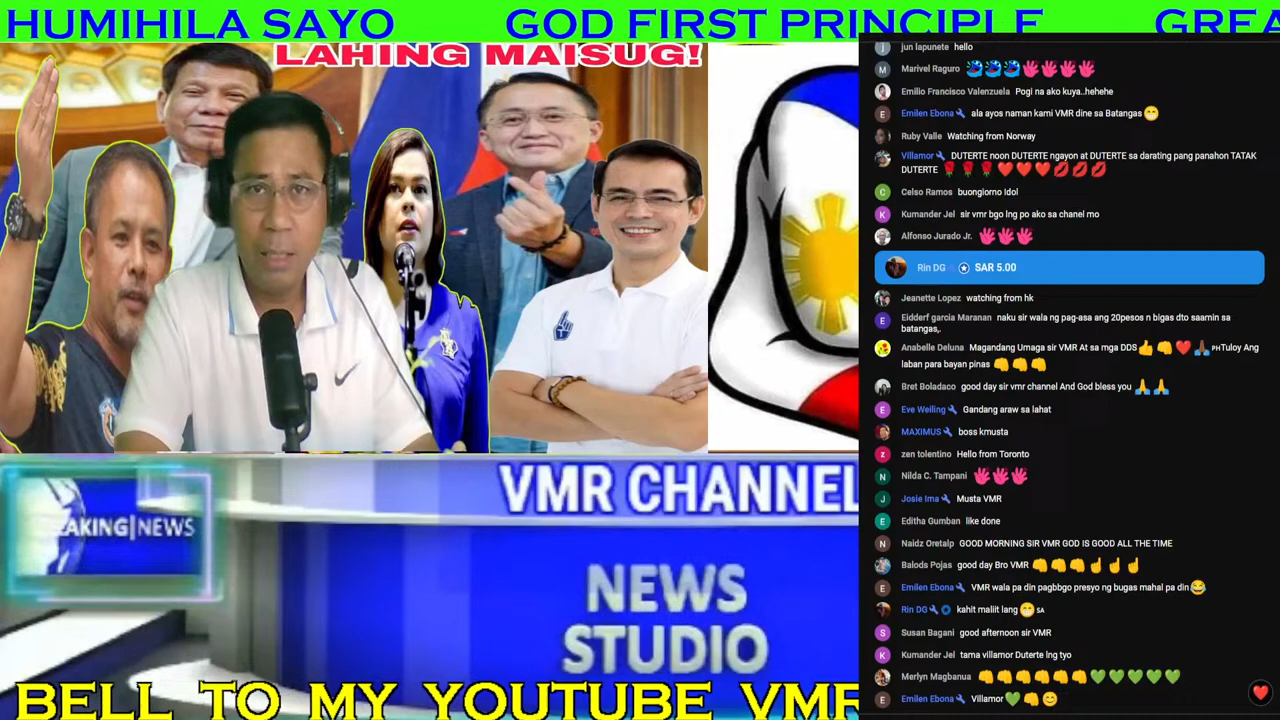 HUMIHILA SAYO GOD FIRST PRINCIPLE GREA
LAHING MAISUG!
VMR CHANNEL
AKING|NEWS
NEWS
STUDIO
BELL TO MY YOUTUBE VMR
jun lapunete hello
Marivel Raguro
Emilio Francisco Valenzuela Pogi na ako kuya..hehehe
Emilen Ebona ala ayos naman kami VMR dine sa Batangas😁
Ruby Valle Watching from Norway
Villamor DUTERTE noon DUTERTE ngayon at DUTERTE sa darating pang panahon TATAK
DUTERTE 🌹🌹🌹❤️❤️❤️💋💋💋
Celso Ramos buongiorno Idol
Kumander Jel sir vmr bgo lng po ako sa chanel mo
Alfonso Jurado Jr.
Rin DG SAR 5.00
Jeanette Lopez watching from hk
Eidderf garcia Maranan naku sir wala ng pag-asa ang 20pesos n bigas dto saamin sa
batangas,.
Anabelle Deluna Magandang Umaga sir VMR At sa mga DDS👍👊❤️🙏🏾PHTuloy Ang
laban para bayan pinas 👊👊👊
Bret Boladaco good day sir vmr channel And God bless you 🙏🙏
Eve Weiling Gandang araw sa lahat
MAXIMUS boss kmusta
zen tolentino Hello from Toronto
Nilda C. Tampani
Josie Ima Musta VMR
Editha Gumban like done
Naidz Oretalp GOOD MORNING SIR VMR GOD IS GOOD ALL THE TIME
Balods Pojas good day Bro VMR 👊👊👊☝️☝️☝️
Emilen Ebona VMR wala pa din pagbbgo presyo ng bugas mahal pa din😂
Rin DG kahit maliit lang😁 SA
Susan Bagani good afternoon sir VMR
Kumander Jel tama villamor Duterte lng tyo
Merlyn Magbanua 👊👊👊👊👊👊💚💚💚💚💚
Emilen Ebona Villamor💚👊😊